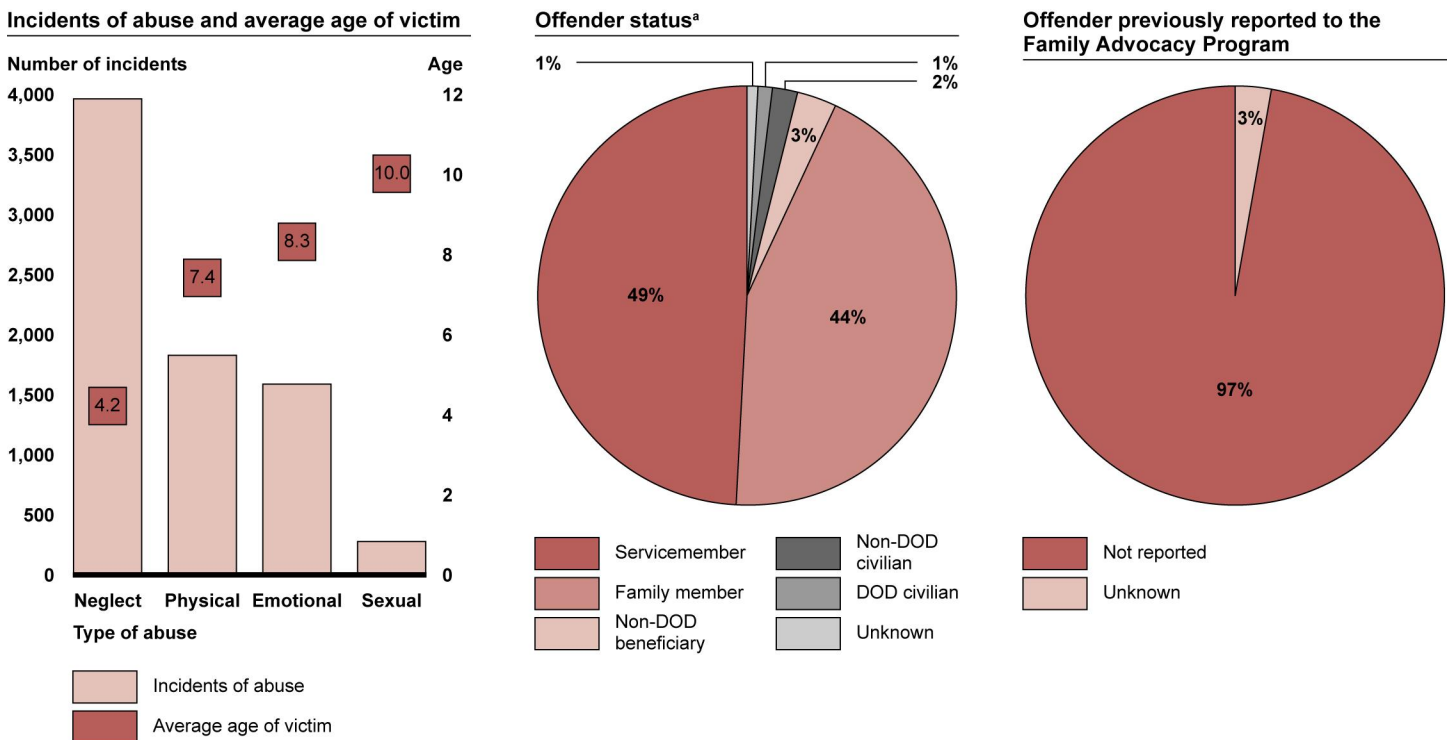 Incidents of abuse and average age of victim
Number of incidents
Age
4,000
3,500
3,000
2,500
2,000
1,500
1,000
500
0
12
10
8
6
4
2
0
4.2
7.4
8.3
10.0
Neglect
Physical
Emotional
Sexual
Type of abuse
Incidents of abuse
Average age of victim
Offender statusᵃ
1%
1%
2%
3%
49%
44%
Servicemember
Family member
Non-DOD
beneficiary
Non-DOD
civilian
DOD civilian
Unknown
Offender previously reported to the
Family Advocacy Program
3%
97%
Not reported
Unknown